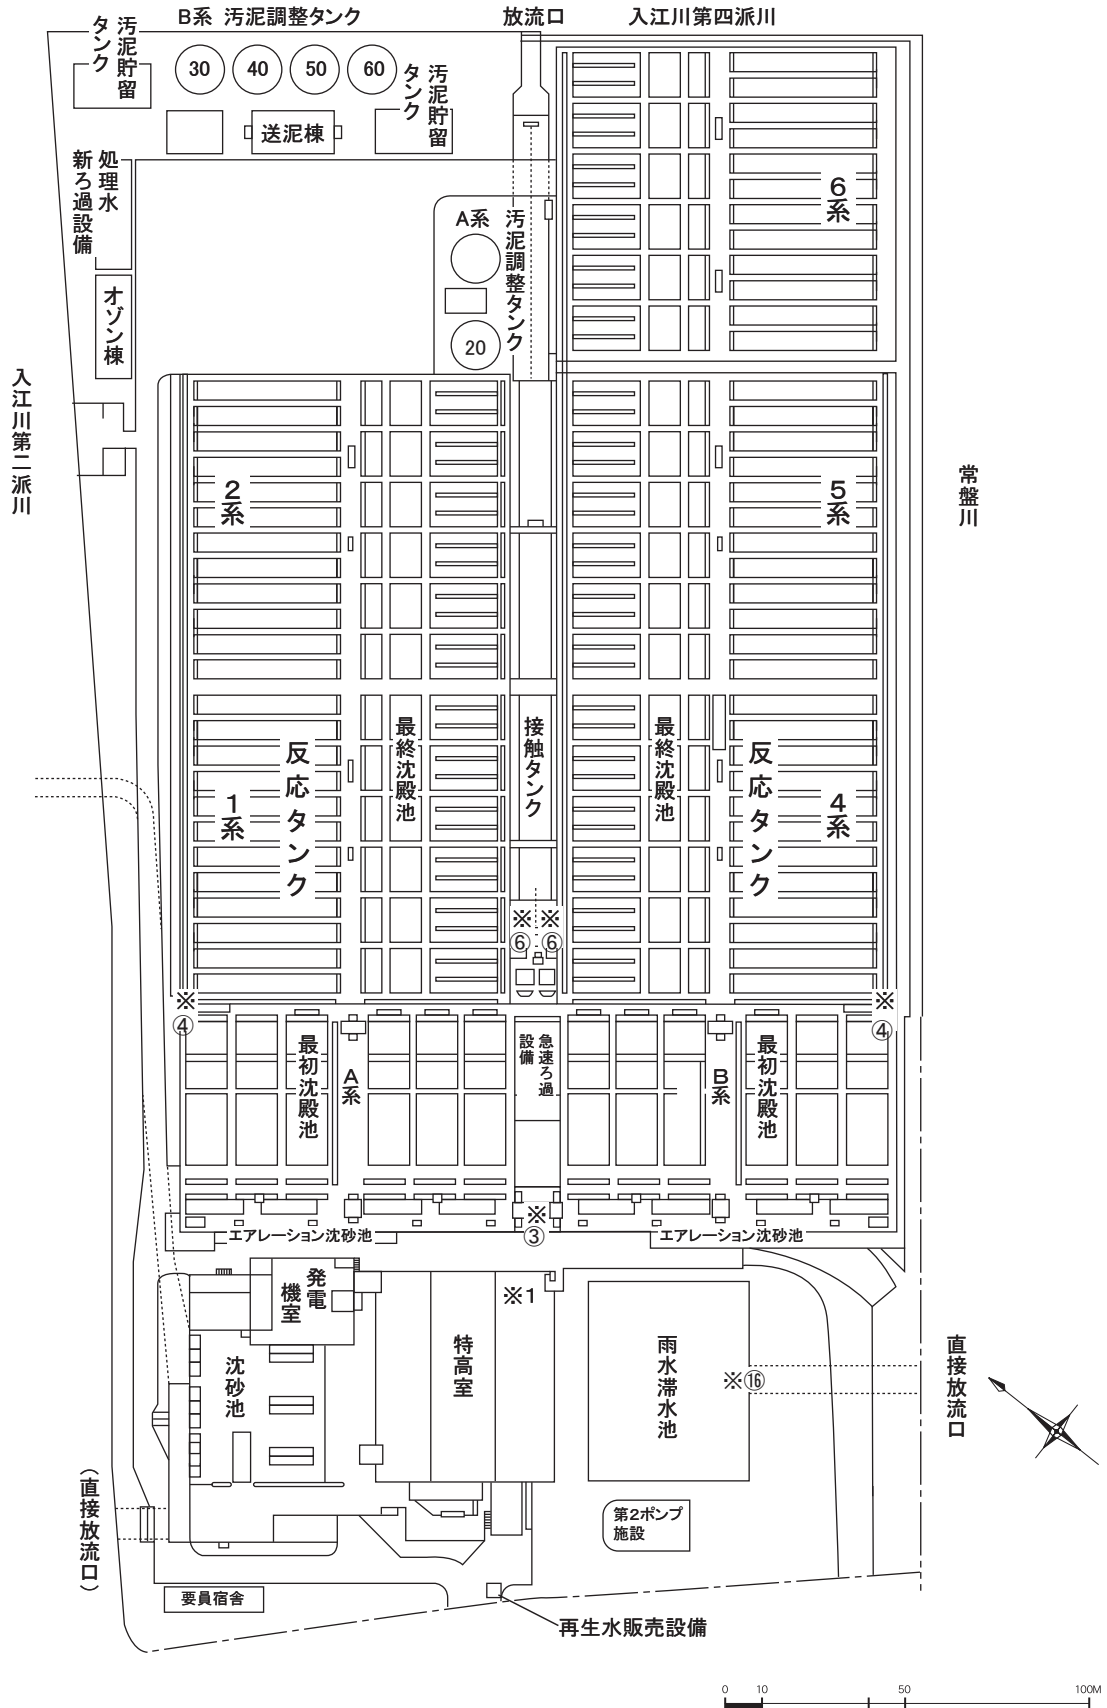 B系 汚泥調整タンク
放流口
入江川第四派川
汚泥貯留
タンク
30
40
50
60
汚泥貯留
タンク
送泥棟
処理水
新ろ過設備
オゾン棟
A系
汚泥調整タンク
20
6系
入江川第二派川
2系
5系
常盤川
1系
反応タンク
最終沈殿池
接触タンク
最終沈殿池
反応タンク
4系
※
⑥
※
⑥
※
④
※
④
最初沈殿池
A系
急速ろ過
設備
B系
最初沈殿池
※
③
エアレーション沈砂池
エアレーション沈砂池
発電
機室
※1
特高室
沈砂池
雨水滞水池
※⑯
直接放流口
(直接放流口)
第2ポンプ
施設
要員宿舎
再生水販売設備
0 10 50 100M